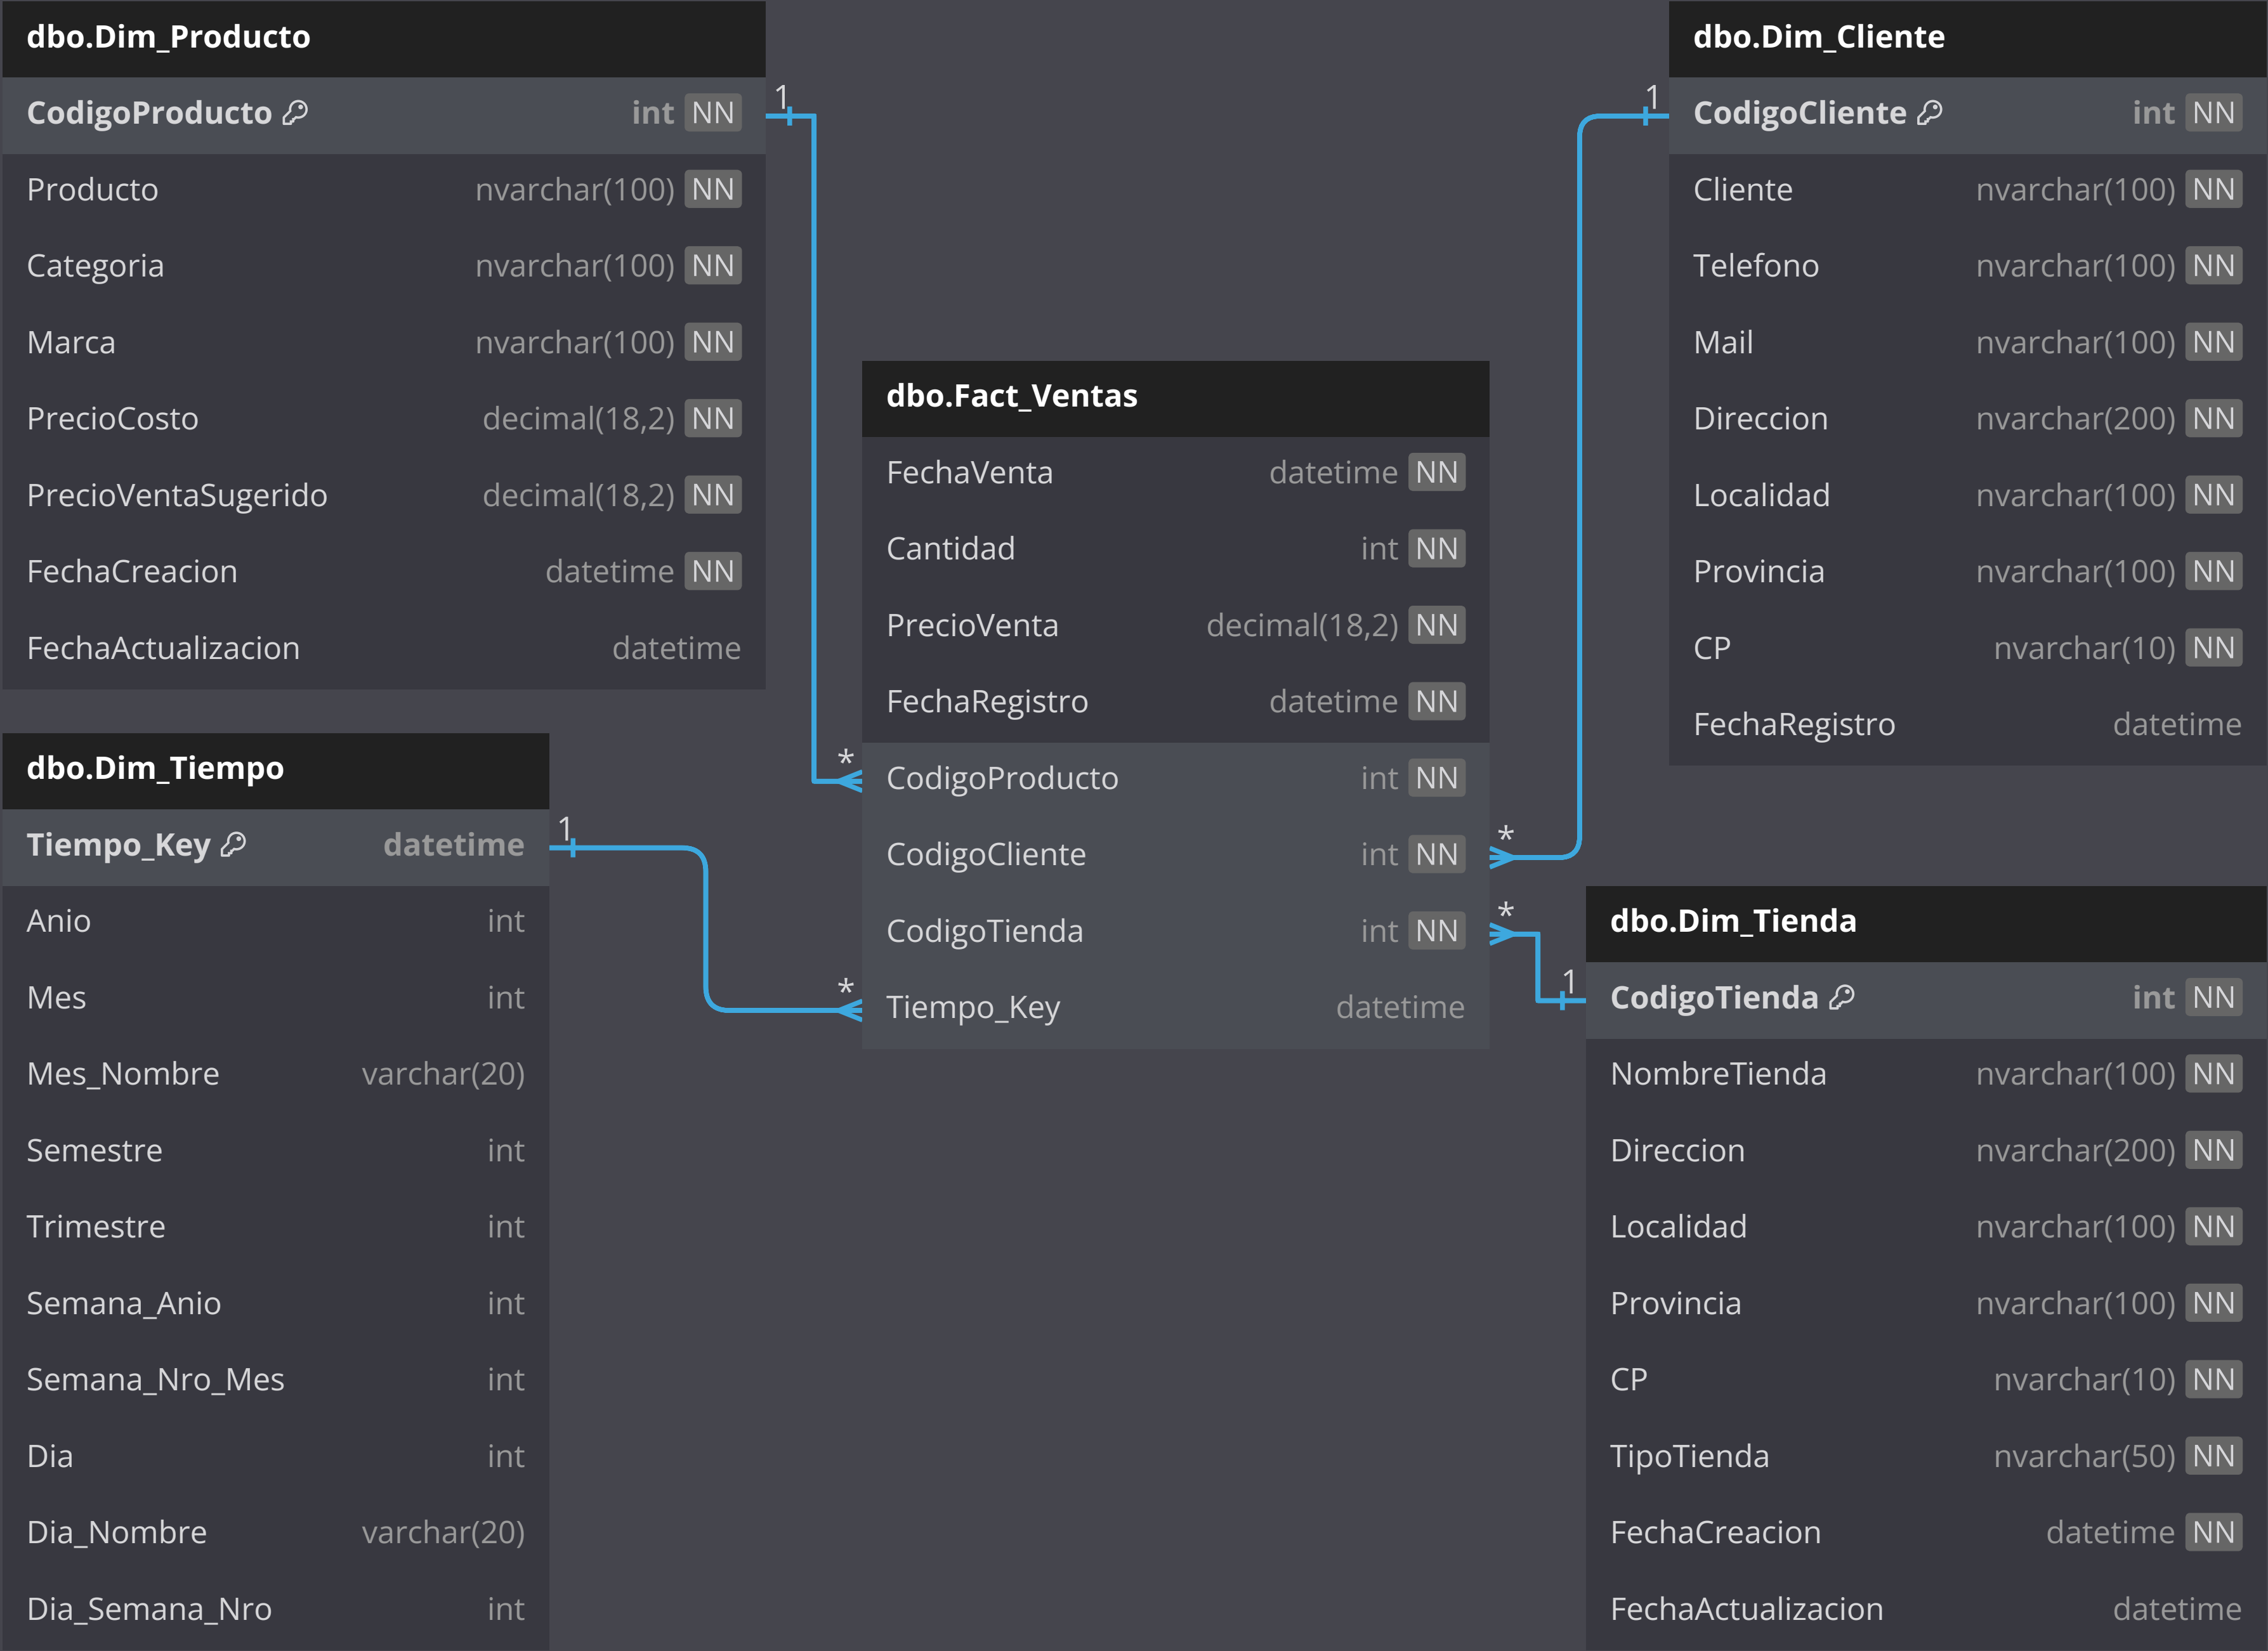 dbo.Dim_Producto
CodigoProducto int NN
Producto nvarchar(100) NN
Categoria nvarchar(100) NN
Marca nvarchar(100) NN
PrecioCosto decimal(18,2) NN
PrecioVentaSugerido decimal(18,2) NN
FechaCreacion datetime NN
FechaActualizacion datetime
1
*
dbo.Dim_Tiempo
Tiempo_Key datetime
Anio int
Mes int
Mes_Nombre varchar(20)
Semestre int
Trimestre int
Semana_Anio int
Semana_Nro_Mes int
Dia int
Dia_Nombre varchar(20)
Dia_Semana_Nro int
1
*
dbo.Fact_Ventas
FechaVenta datetime NN
Cantidad int NN
PrecioVenta decimal(18,2) NN
FechaRegistro datetime NN
CodigoProducto int NN
CodigoCliente int NN
CodigoTienda int NN
Tiempo_Key datetime
1
*
dbo.Dim_Cliente
CodigoCliente int NN
Cliente nvarchar(100) NN
Telefono nvarchar(100) NN
Mail nvarchar(100) NN
Direccion nvarchar(200) NN
Localidad nvarchar(100) NN
Provincia nvarchar(100) NN
CP nvarchar(10) NN
FechaRegistro datetime
*
1
dbo.Dim_Tienda
CodigoTienda int NN
NombreTienda nvarchar(100) NN
Direccion nvarchar(200) NN
Localidad nvarchar(100) NN
Provincia nvarchar(100) NN
CP nvarchar(10) NN
TipoTienda nvarchar(50) NN
FechaCreacion datetime NN
FechaActualizacion datetime